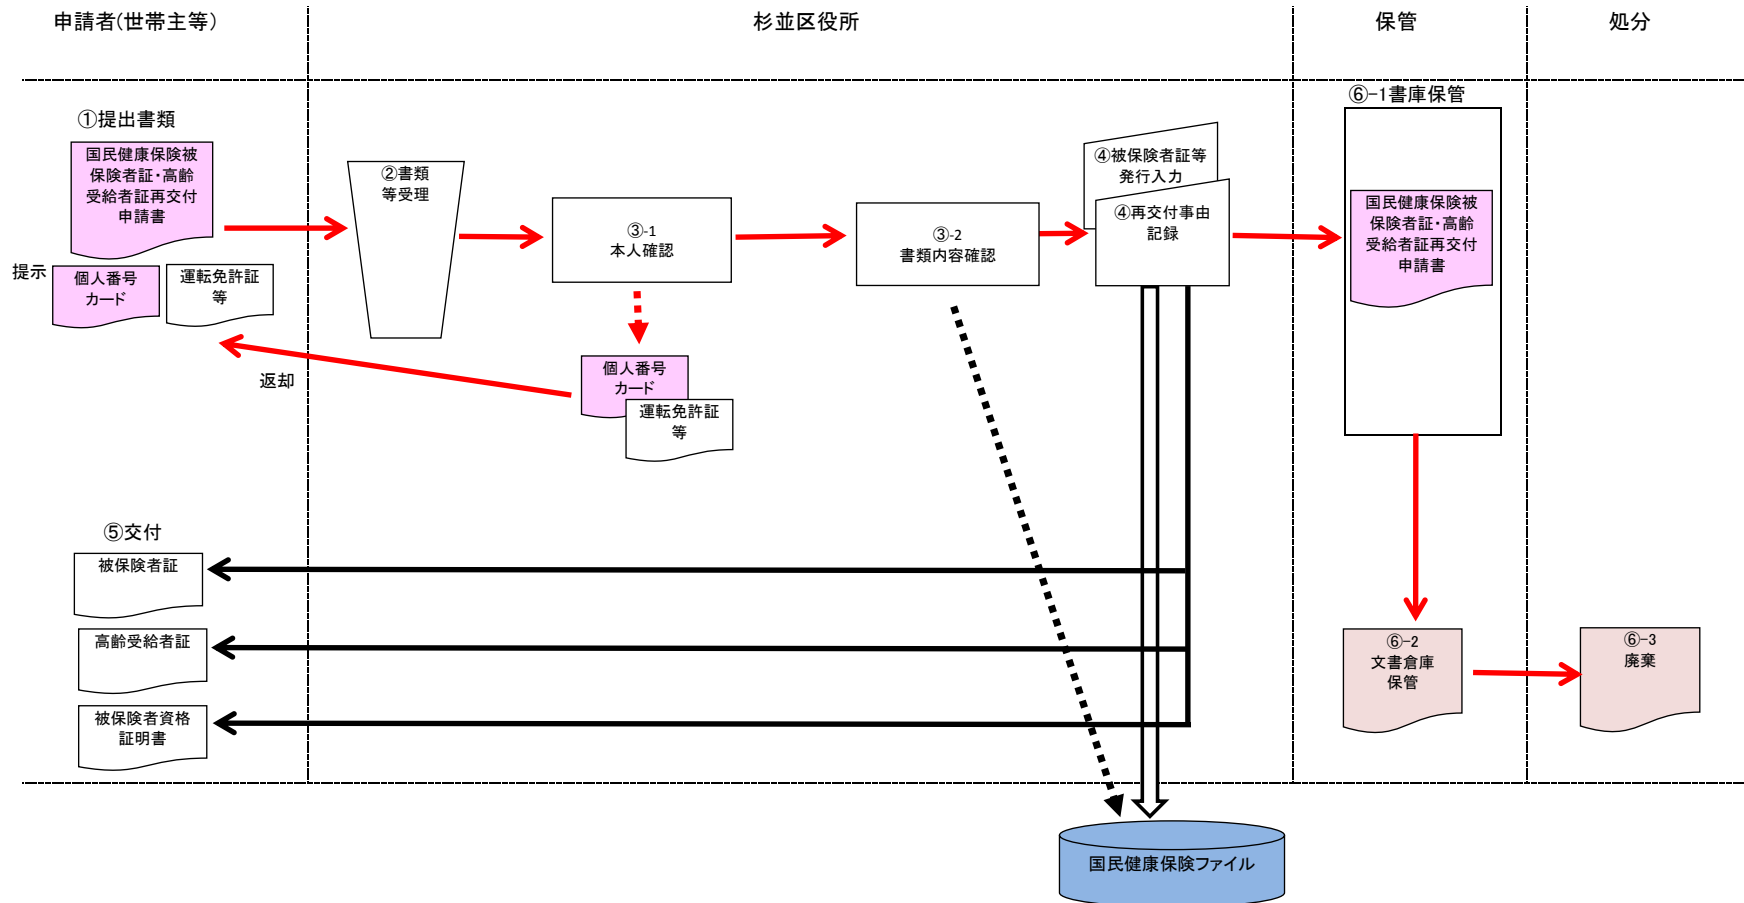 申請者(世帯主等)
杉並区役所
保管
処分
①提出書類
国民健康保険被
保険者証・高齢
受給者証再交付
申請書
提示
個人番号
カード
運転免許証
等
②書類
等受理
③-1
本人確認
③-2
書類内容確認
④被保険者証等
発行入力
④再交付事由
記録
⑥-1書庫保管
国民健康保険被
保険者証・高齢
受給者証再交付
申請書
返却
個人番号
カード
運転免許証
等
⑤交付
被保険者証
高齢受給者証
被保険者資格
証明書
⑥-2
文書倉庫
保管
⑥-3
廃棄
国民健康保険ファイル